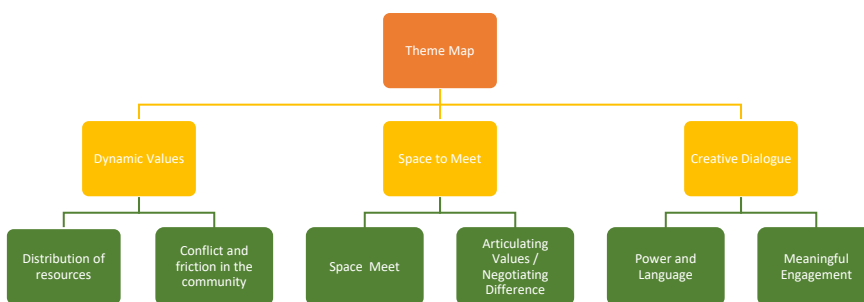 Theme Map
Dynamic Values
Space to Meet
Creative Dialogue
Distribution of
resources
Conflict and
friction in the
community
Space  Meet
Articulating
Values /
Negotiating
Difference
Power and
Language
Meaningful
Engagement